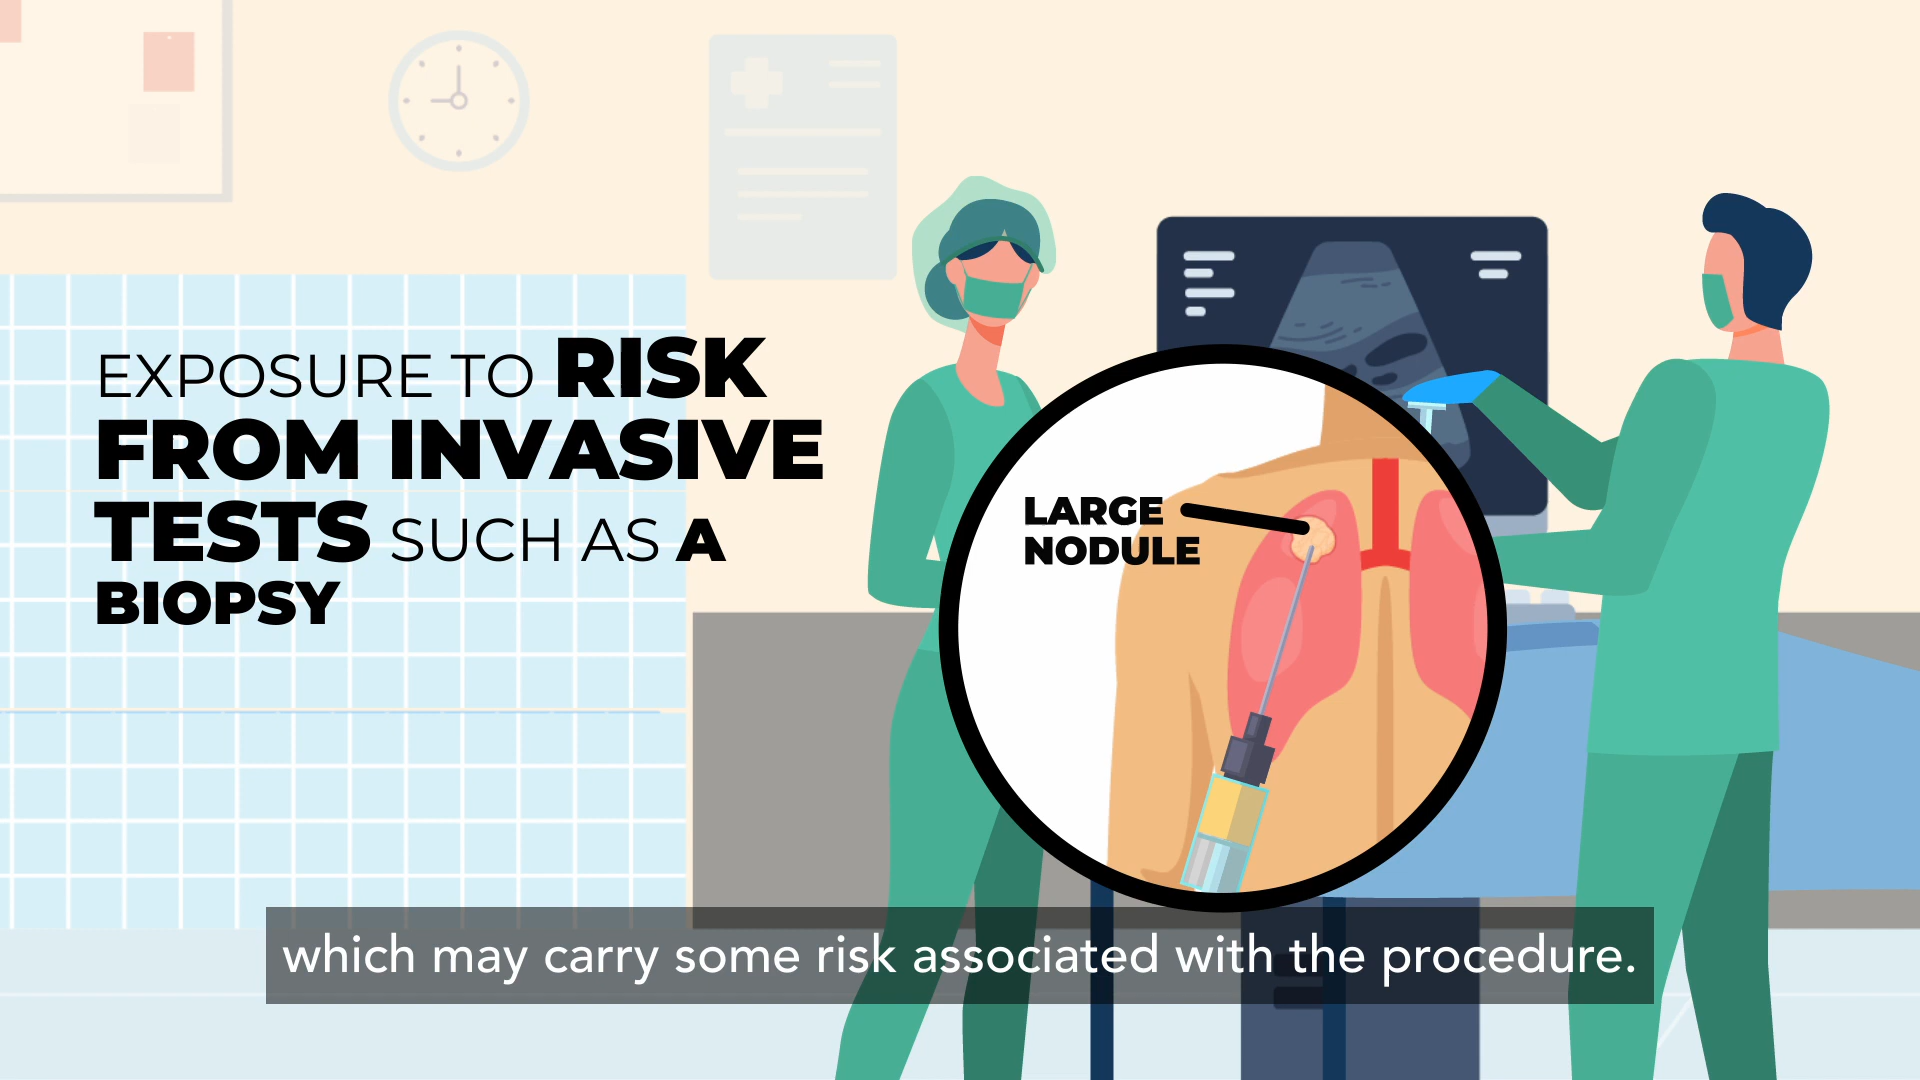 EXPOSURE TO RISK
FROM INVASIVE
TESTS SUCH AS A
BIOPSY
LARGE
NODULE
which may carry some risk associated with the procedure.